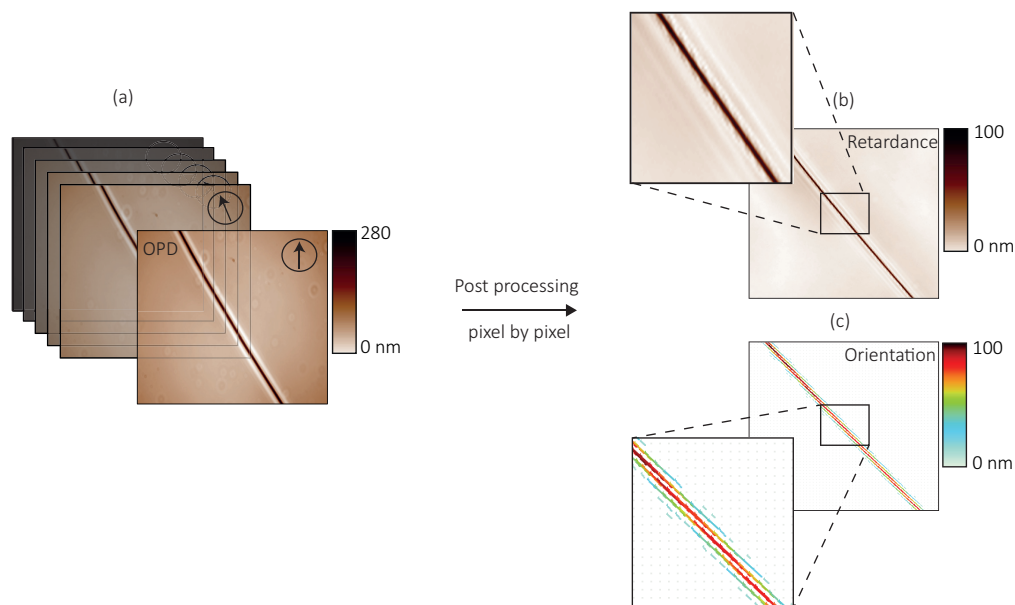 (a)
OPD
280
0 nm
Post processing
pixel by pixel
(b)
Retardance
100
0 nm
(c)
Orientation
100
0 nm